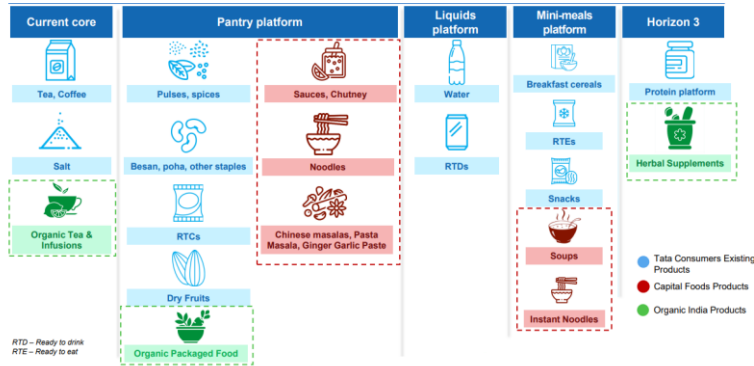 Current core
Pantry platform
Liquids
platform
Mini-meals
platform
Horizon 3
Tea, Coffee
Salt
Organic Tea &
Infusions
Pulses, spices
Besan, poha, other staples
RTCs
Dry Fruits
Organic Packaged Food
Sauces, Chutney
Noodles
Chinese masalas, Pasta
Masala, Ginger Garlic Paste
Water
RTDs
Breakfast cereals
RTEs
Snacks
Soups
Instant Noodles
Protein platform
Herbal Supplements
Tata Consumers Existing
Products
Capital Foods Products
Organic India Products
RTD – Ready to drink
RTE – Ready to eat